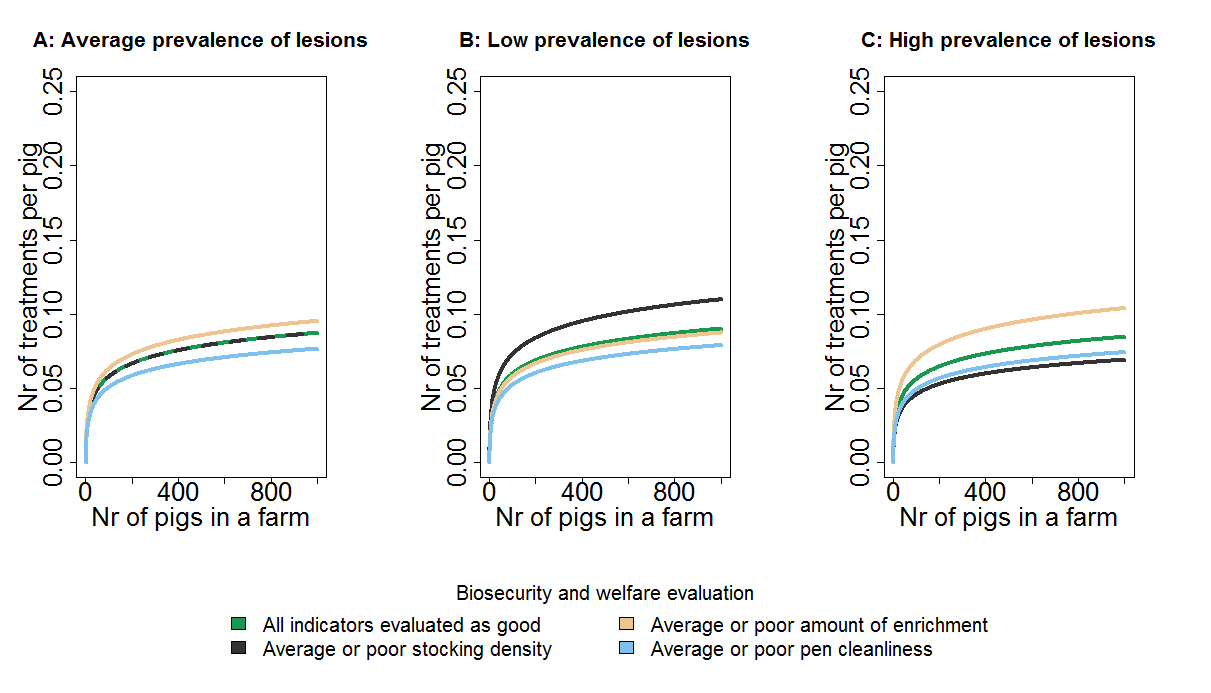 A: Average prevalence of lesions
Nr of treatments per pig
0.25
0.20
0.15
0.10
0.05
0.00
0 400 800
Nr of pigs in a farm
B: Low prevalence of lesions
Nr of treatments per pig
0.25
0.20
0.15
0.10
0.05
0.00
0 400 800
Nr of pigs in a farm
C: High prevalence of lesions
Nr of treatments per pig
0.25
0.20
0.15
0.10
0.05
0.00
0 400 800
Nr of pigs in a farm
Biosecurity and welfare evaluation
All indicators evaluated as good
Average or poor stocking density
Average or poor amount of enrichment
Average or poor pen cleanliness